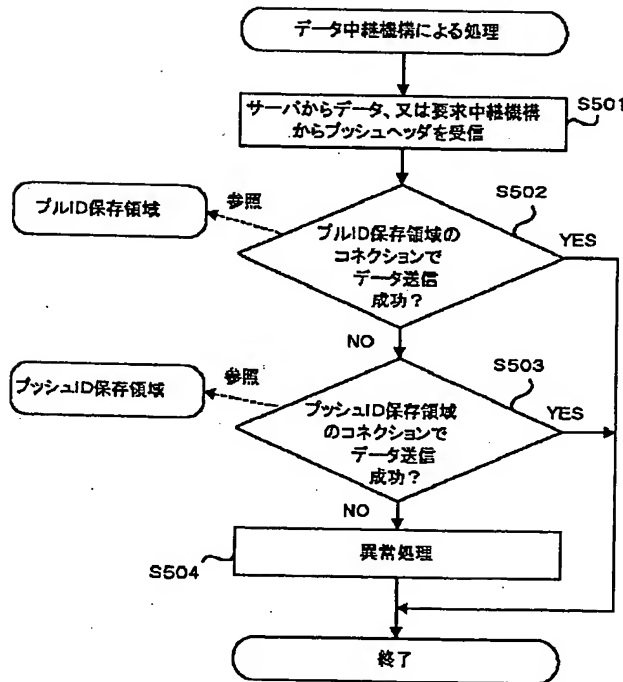 データ中継機構による処理
サーバからデータ、又は要求中継機構
からプッシュヘッダを受信
S501
プルID保存領域
参照
S502
プルID保存領域の
コネクションで
データ送信
成功？
YES
NO
プッシュID保存領域
参照
S503
プッシュID保存領域
のコネクションで
データ送信
成功？
YES
NO
異常処理
S504
終了